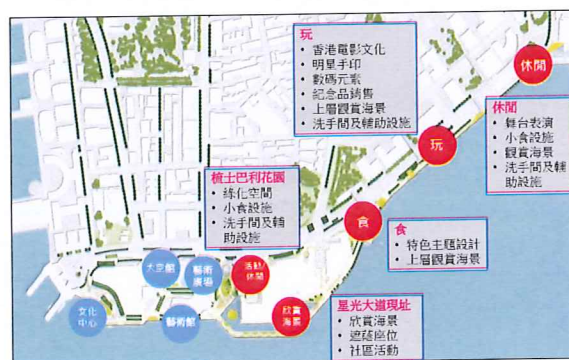 玩
• 香港電影文化
• 明星手印
• 數碼元素
• 紀念品銷售
• 上層觀賞海景
• 洗手間及輔助設施
休閒
休閒
• 舞台表演
• 小食設施
• 觀賞海景
• 洗手間及輔
助設施
玩
梳士巴利花園
• 綠化空間
• 小食設施
• 洗手間及輔
助設施
食
食
• 特色主題設計
• 上層觀賞海景
太空館
藝術
廣場
活動/
休閒
文化
中心
藝術館
欣賞
海景
星光大道現址
• 欣賞海景
• 遮蔭座位
• 社區活動